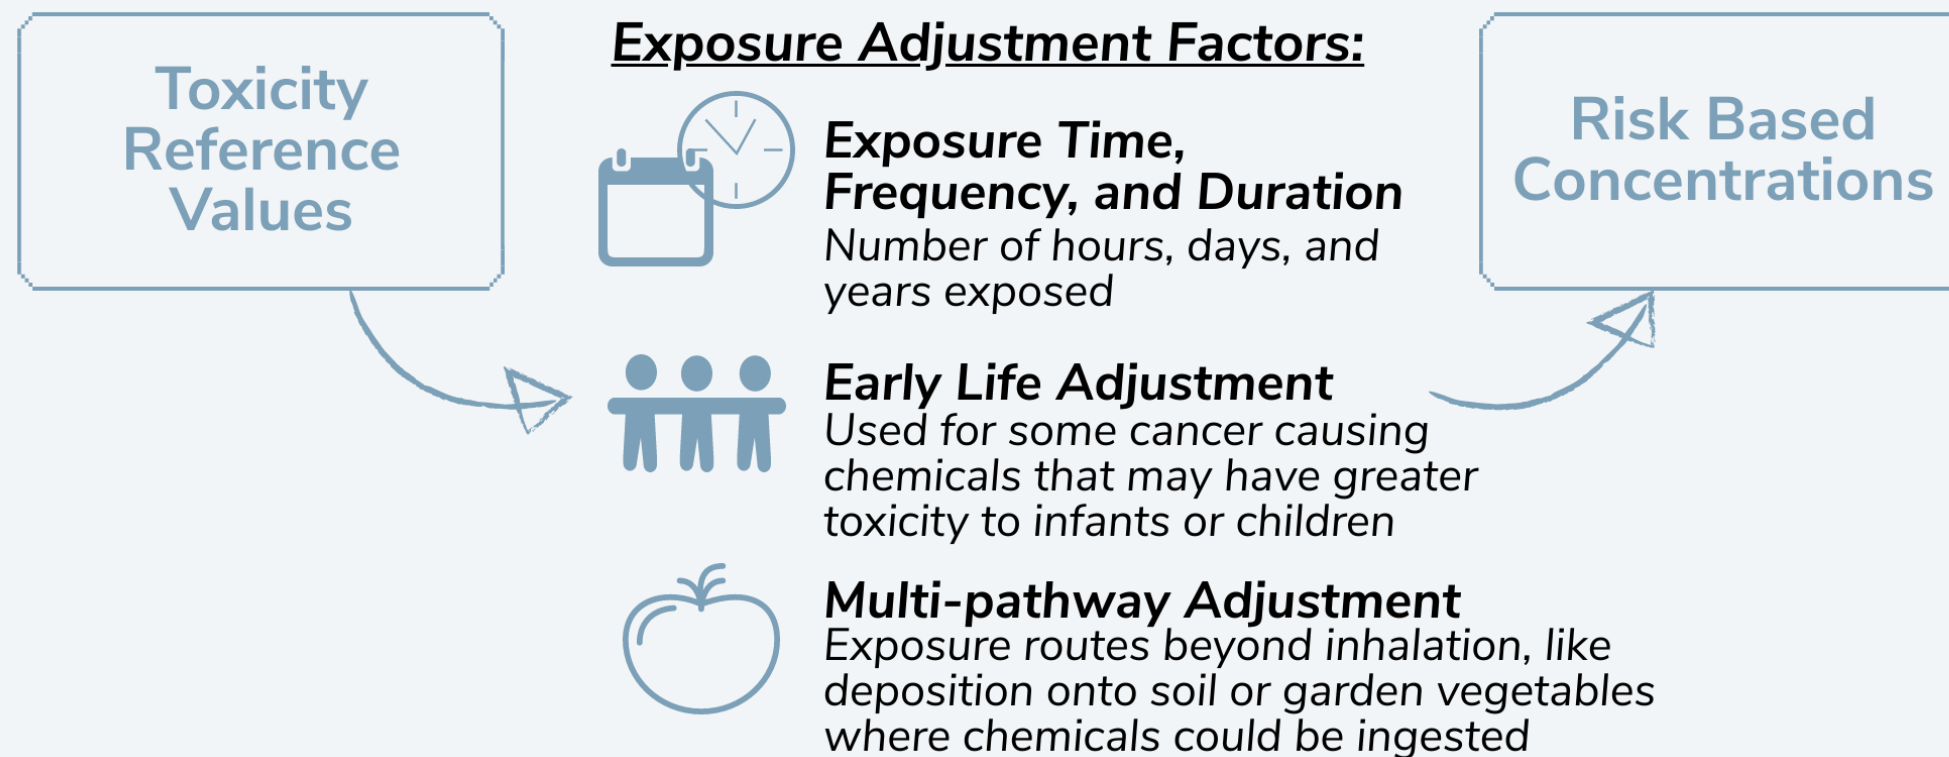 Toxicity
Reference
Values
Exposure Adjustment Factors:
Exposure Time,
Frequency, and Duration
Number of hours, days, and
years exposed
Early Life Adjustment
Used for some cancer causing
chemicals that may have greater
toxicity to infants or children
Multi-pathway Adjustment
Exposure routes beyond inhalation, like
deposition onto soil or garden vegetables
where chemicals could be ingested
Risk Based
Concentrations